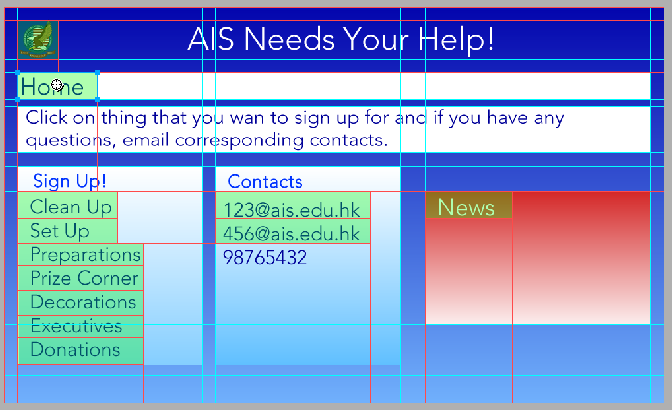 AIS Needs Your Help!
Home
Click on thing that you wan to sign up for and if you have any
questions, email corresponding contacts.
Sign Up!
Clean Up
Set Up
Preparations
Prize Corner
Decorations
Executives
Donations
Contacts
123@ais.edu.hk
456@ais.edu.hk
98765432
News